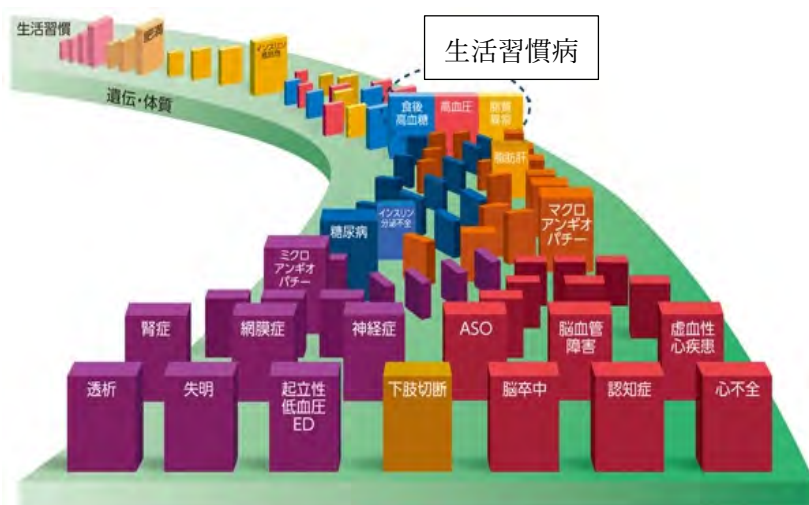 生活習慣
肥満
インスリン
抵抗性
生活習慣病
遺伝・体質
食後
高血糖
高血圧
脂質
異常
脂肪肝
インスリン
分泌不全
糖尿病
マクロ
アンギオ
パチー
ミクロ
アンギオ
パチー
腎症
網膜症
神経症
ASO
脳血管
障害
虚血性
心疾患
透析
失明
起立性
低血圧
ED
下肢切断
脳卒中
認知症
心不全